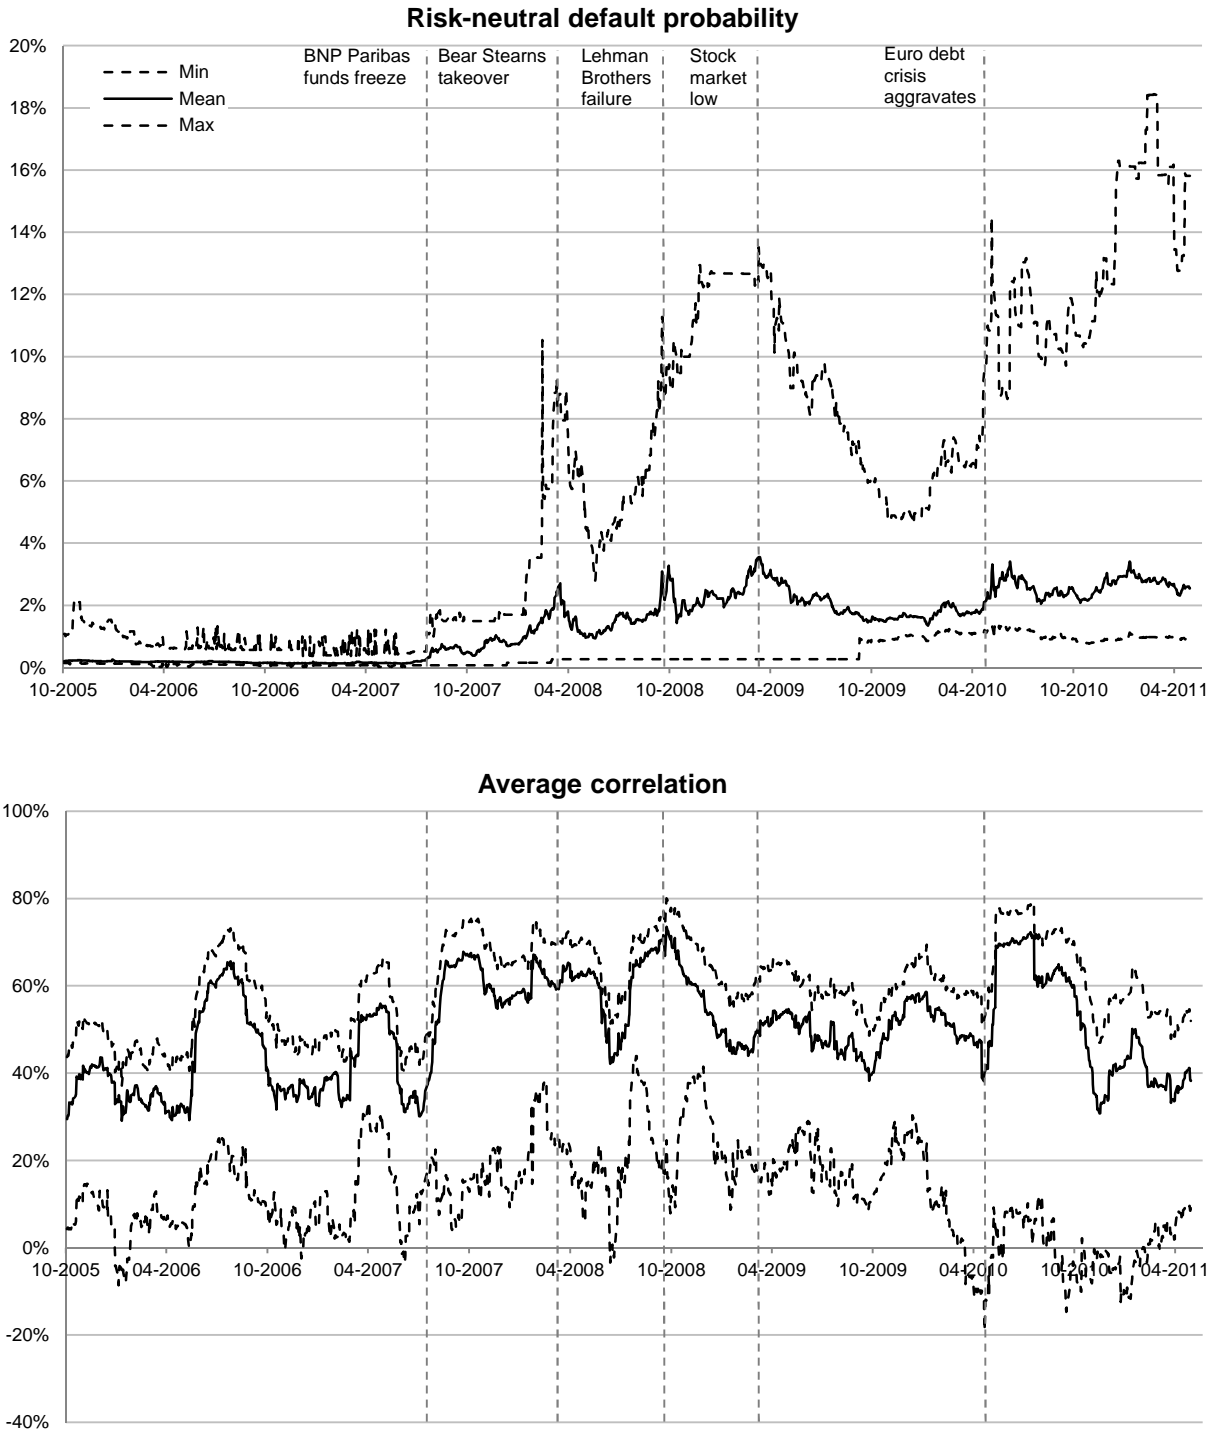 Risk-neutral default probability
20%
18%
16%
14%
12%
10%
8%
6%
4%
2%
0%
Min
Mean
Max
BNP Paribas
funds freeze
Bear Stearns
takeover
Lehman
Brothers
failure
Stock
market
low
Euro debt
crisis
aggravates
10-2005 04-2006 10-2006 04-2007 10-2007 04-2008 10-2008 04-2009 10-2009 04-2010 10-2010 04-2011
Average correlation
100%
80%
60%
40%
20%
0%
10-2005 04-2006 10-2006 04-2007 10-2007 04-2008 10-2008 04-2009 10-2009 04-2010 10-2010 04-2011
-20%
-40%